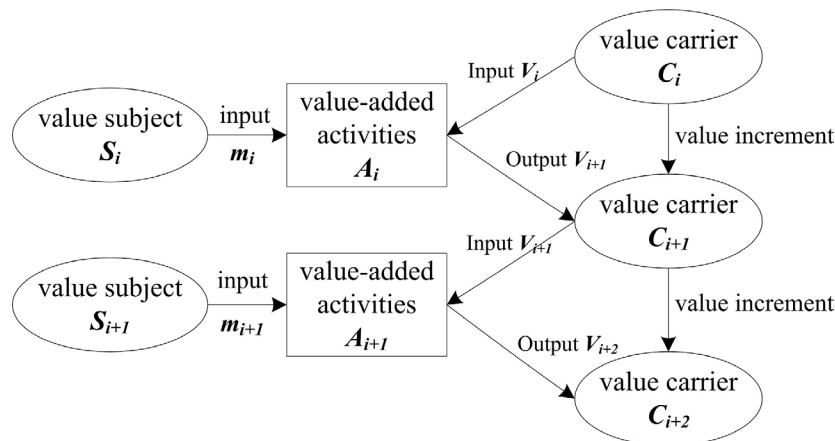 value carrier
C_i
Input V_i
value subject
S_i
input
m_i
value-added
activities
A_i
value increment
Output V_{i+1}
value carrier
C_{i+1}
Input V_{i+1}
value subject
S_{i+1}
input
m_{i+1}
value-added
activities
A_{i+1}
value increment
Output V_{i+2}
value carrier
C_{i+2}